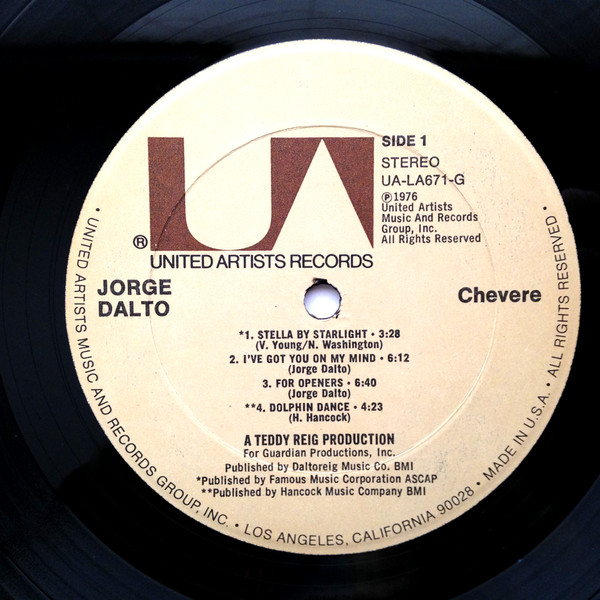 UA
SIDE 1
STEREO
UA-LA671-G
Ⓟ1976
United Artists
Music And Records
Group, Inc.
All Rights Reserved
®
UNITED ARTISTS RECORDS
JORGE
DALTO
Chevere
*1. STELLA BY STARLIGHT • 3:28
(V. Young/N. Washington)
2. I'VE GOT YOU ON MY MIND • 6:12
(Jorge Dalto)
3. FOR OPENERS • 6:40
(Jorge Dalto)
**4. DOLPHIN DANCE • 4:23
(H. Hancock)
A TEDDY REIG PRODUCTION
For Guardian Productions, Inc.
Published by Daltoreig Music Co. BMI
*Published by Famous Music Corporation ASCAP
**Published by Hancock Music Company BMI
• UNITED ARTISTS MUSIC AND RECORDS GROUP, INC. • LOS ANGELES, CALIFORNIA 90028 • MADE IN U.S.A. • ALL RIGHTS RESERVED •